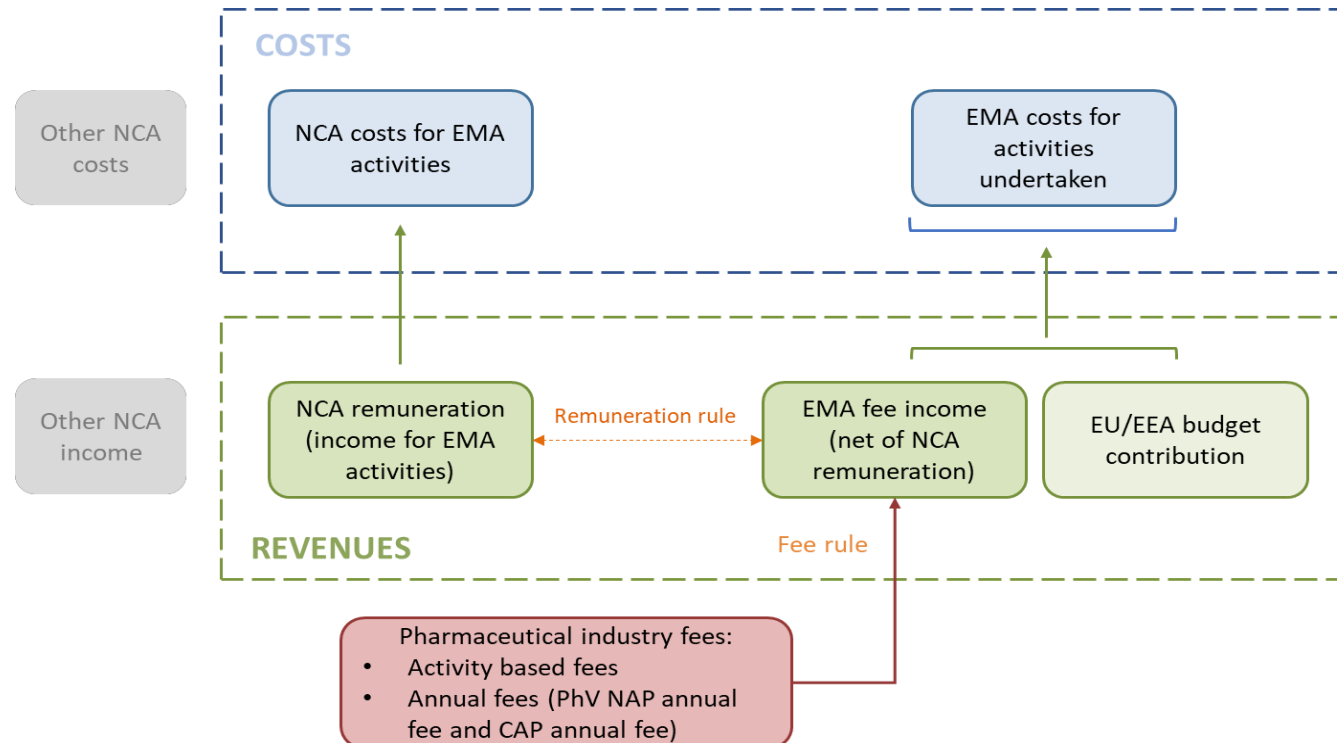 COSTS
Other NCA
costs
NCA costs for EMA
activities
EMA costs for
activities
undertaken
Other NCA
income
NCA remuneration
(income for EMA
activities)
Remuneration rule
EMA fee income
(net of NCA
remuneration)
EU/EEA budget
contribution
REVENUES
Fee rule
Pharmaceutical industry fees:
• Activity based fees
• Annual fees (PhV NAP annual
fee and CAP annual fee)